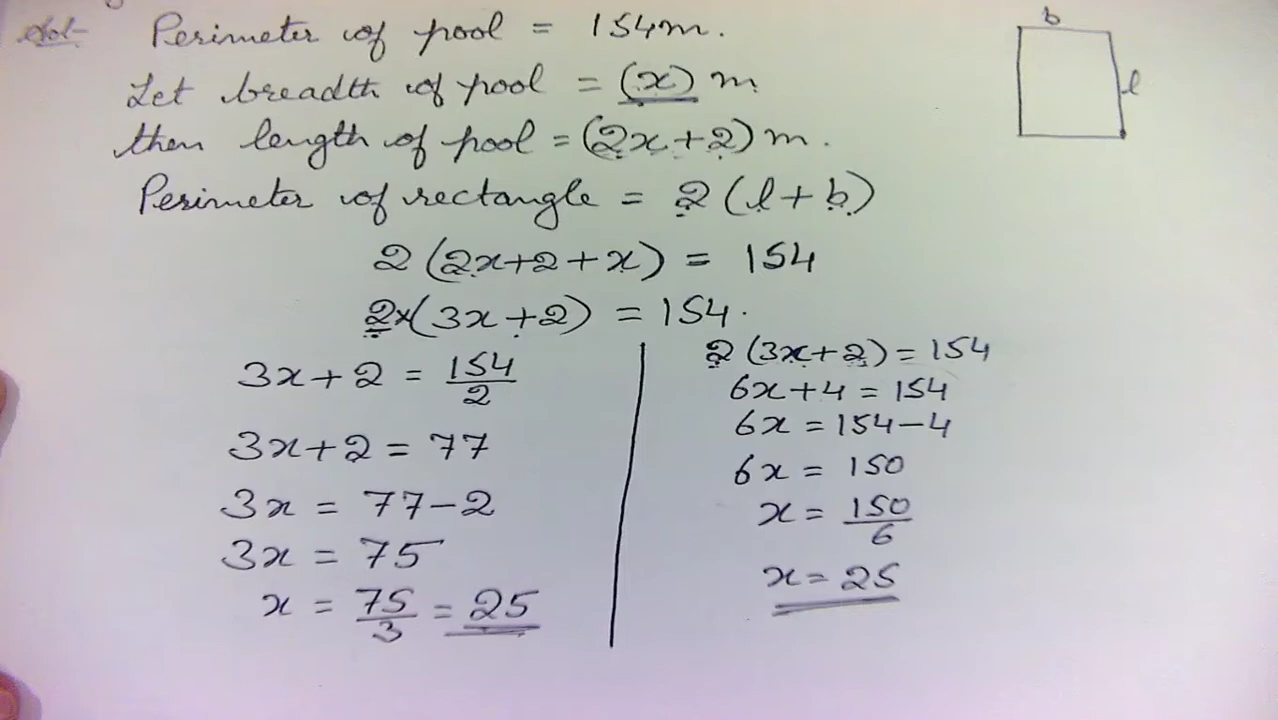 Sol- Perimeter of pool = 154m.
Let breadth of pool = (x) m
then length of pool = (2x+2) m.
Perimeter of rectangle = 2 (l + b)
2 (2x+2+x) = 154
2×(3x+2) = 154.
3x+2 = 154/2
3x+2 = 77
3x = 77-2
3x = 75
x = 75/3 = 25
2 (3x+2) = 154
6x+4 = 154
6x = 154-4
6x = 150
x = 150/6
x = 25
b
l